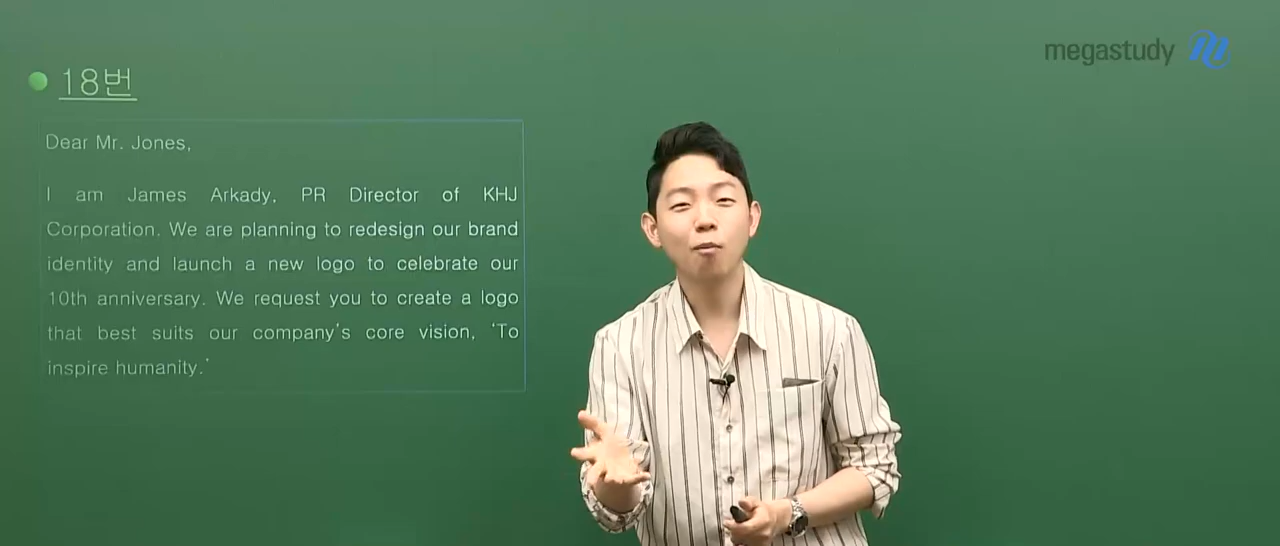 megastudy
18번
Dear Mr. Jones,
I am James Arkady, PR Director of KHJ
Corporation. We are planning to redesign our brand
identity and launch a new logo to celebrate our
10th anniversary. We request you to create a logo
that best suits our company's core vision, 'To
inspire humanity.'